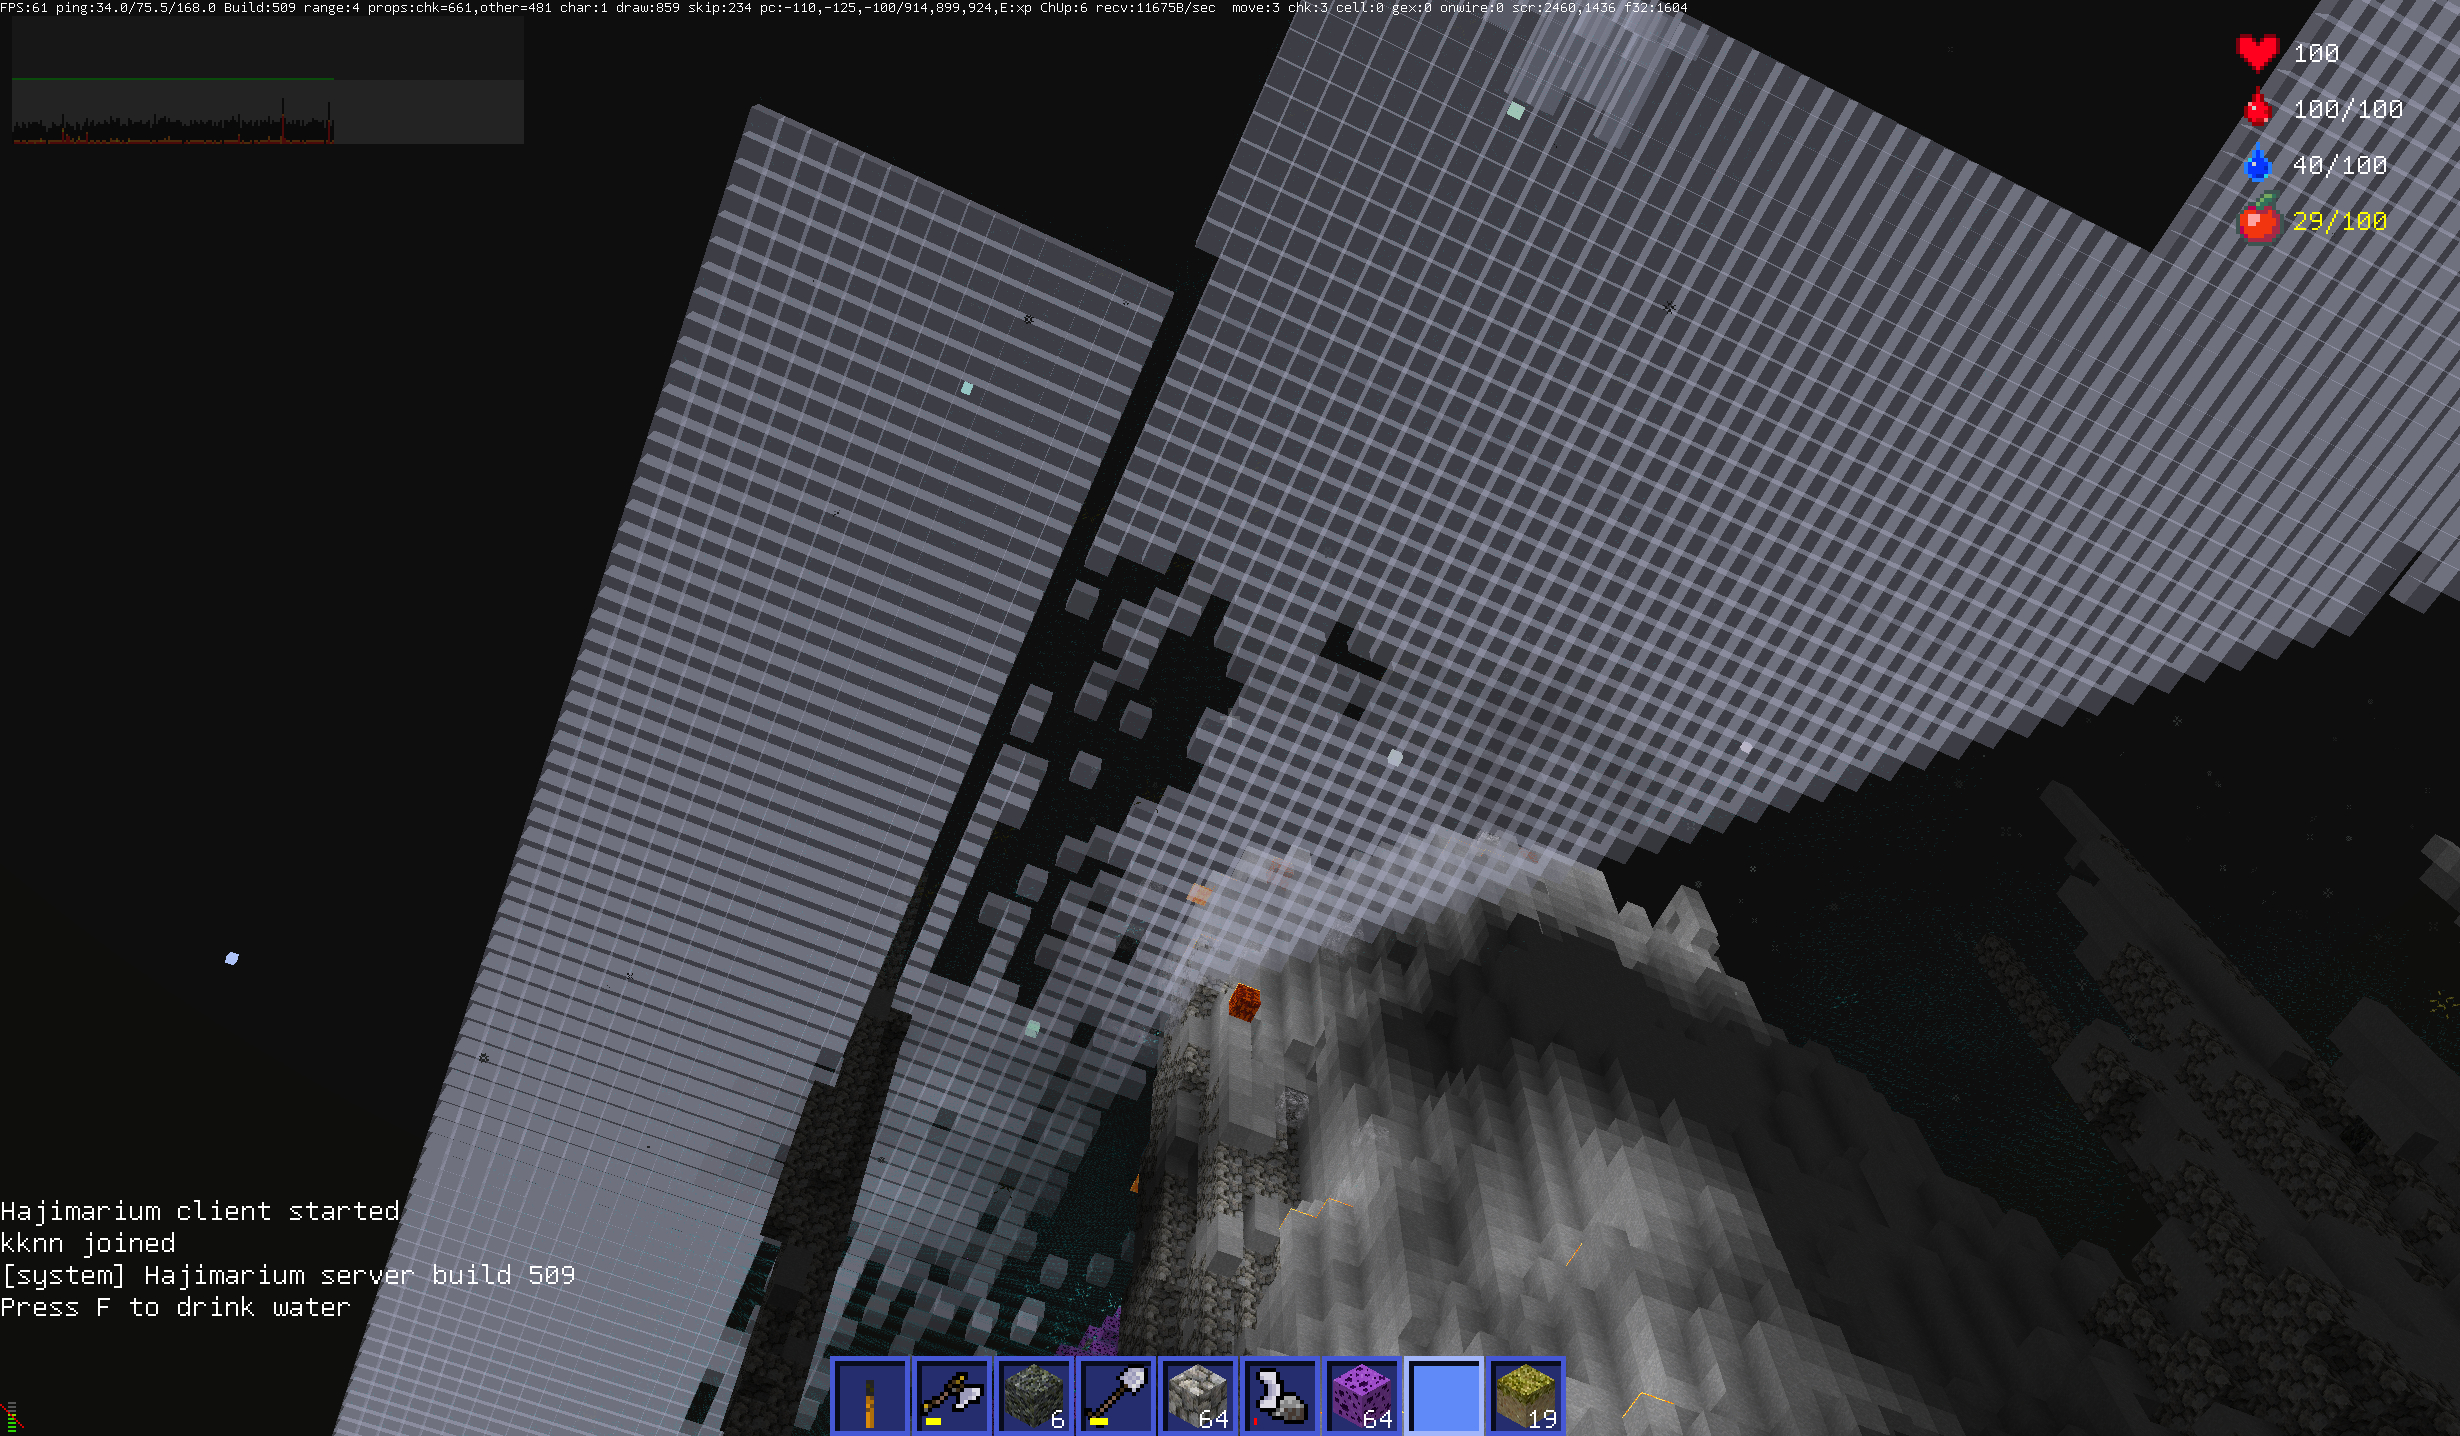 FPS:61 ping:34.0/75.5/168.0 Build:509 range:4 props:chk=661,other=481 char:1 draw:859 skip:234 pc:-110,-125,-100/914,899,924,E:xp ChUp:6 recv:11675B/sec  move:3 chk:3 cell:0 gex:0 onwire:0 scr:2460,1436 f32:1604
100
100/100
40/100
29/100
Hajimarium client started
kknn joined
[system] Hajimarium server build 509
Press F to drink water
6
64
64
19